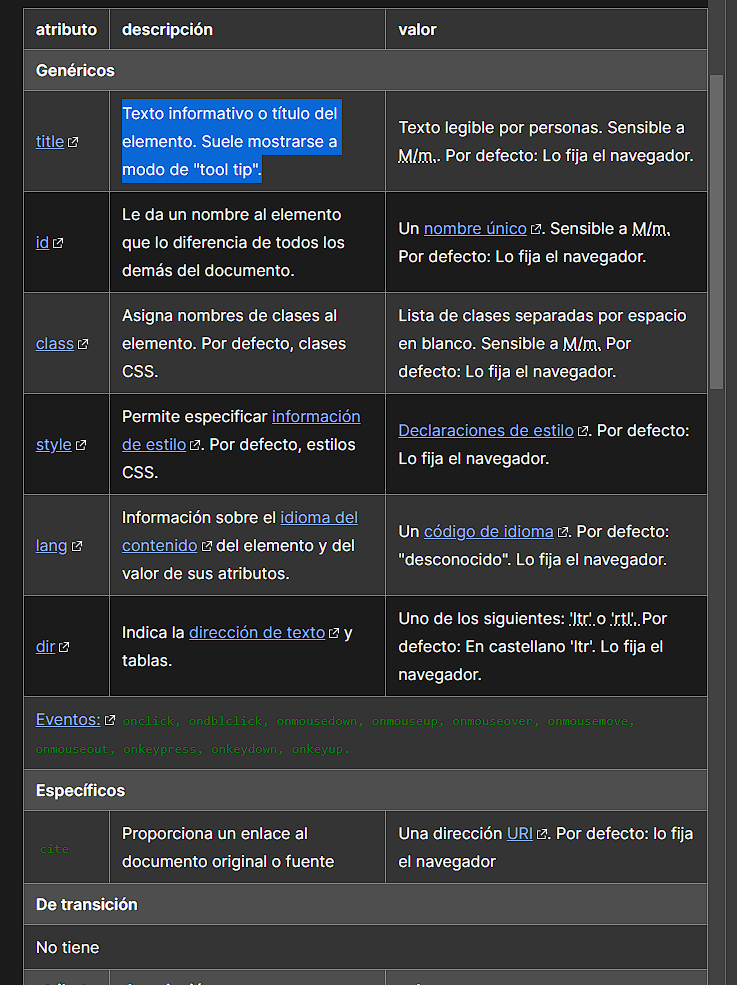 atributo descripción valor
Genéricos
title
Texto informativo o título del
elemento. Suele mostrarse a
modo de "tool tip".
Texto legible por personas. Sensible a
M/m,. Por defecto: Lo fija el navegador.
id
Le da un nombre al elemento
que lo diferencia de todos los
demás del documento.
Un nombre único. Sensible a M/m,
Por defecto: Lo fija el navegador.
class
Asigna nombres de clases al
elemento. Por defecto, clases
CSS.
Lista de clases separadas por espacio
en blanco. Sensible a M/m, Por
defecto: Lo fija el navegador.
style
Permite especificar información
de estilo. Por defecto, estilos
CSS.
Declaraciones de estilo. Por defecto:
Lo fija el navegador.
lang
Información sobre el idioma del
contenido del elemento y del
valor de sus atributos.
Un código de idioma. Por defecto:
"desconocido". Lo fija el navegador.
dir
Indica la dirección de texto y
tablas.
Uno de los siguientes: 'ltr' o 'rtl'. Por
defecto: En castellano 'ltr'. Lo fija el
navegador.
Eventos: onclick, ondblclick, onmousedown, onmouseup, onmouseover, onmousemove,
onmouseout, onkeypress, onkeydown, onkeyup.
Específicos
cite
Proporciona un enlace al
documento original o fuente
Una dirección URI. Por defecto: lo fija
el navegador
De transición
No tiene